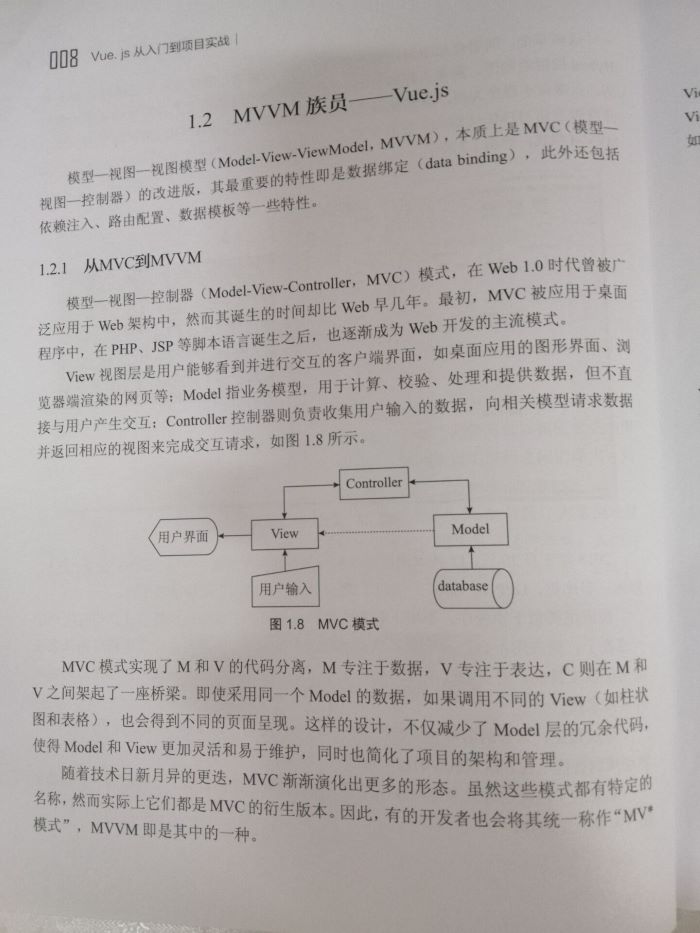 008 Vue. js 从入门到项目实战
1.2 MVVM 族员——Vue.js
模型—视图—视图模型（Model-View-ViewModel，MVVM），本质上是 MVC（模型—
视图—控制器）的改进版，其最重要的特性即是数据绑定（data binding），此外还包括
依赖注入、路由配置、数据模板等一些特性。
1.2.1 从MVC到MVVM
模型—视图—控制器（Model-View-Controller，MVC）模式，在 Web 1.0 时代曾被广
泛应用于 Web 架构中，然而其诞生的时间却比 Web 早几年。最初，MVC 被应用于桌面
程序中，在 PHP、JSP 等脚本语言诞生之后，也逐渐成为 Web 开发的主流模式。
View 视图层是用户能够看到并进行交互的客户端界面，如桌面应用的图形界面、浏
览器端渲染的网页等；Model 指业务模型，用于计算、校验、处理和提供数据，但不直
接与用户产生交互；Controller 控制器则负责收集用户输入的数据，向相关模型请求数据
并返回相应的视图来完成交互请求，如图 1.8 所示。
Controller
用户界面
View
Model
用户输入
database
图 1.8 MVC 模式
MVC 模式实现了 M 和 V 的代码分离，M 专注于数据，V 专注于表达，C 则在 M 和
V 之间架起了一座桥梁。即使采用同一个 Model 的数据，如果调用不同的 View（如柱状
图和表格），也会得到不同的页面呈现。这样的设计，不仅减少了 Model 层的冗余代码，
使得 Model 和 View 更加灵活和易于维护，同时也简化了项目的架构和管理。
随着技术日新月异的更迭，MVC 渐渐演化出更多的形态。虽然这些模式都有特定的
名称，然而实际上它们都是 MVC 的衍生版本。因此，有的开发者也会将其统一称作“MV*
模式”，MVVM 即是其中的一种。